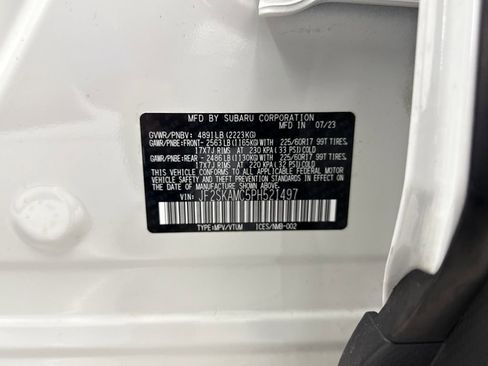 MFD BY SUBARU CORPORATION
MFD IN 07/23
GVWR/PNBV: 4891LB(2223KG)
GAWR/PNBE:FRONT- 2563LB(1165KG)WITH/AVEC 225/60R17 99T TIRES,
17X7J RIMS AT 230 KPA(33 PSI)COLD
GAWR/PNBE:REAR - 2486LB(1130KG)WITH/AVEC 225/60R17 99T TIRES,
17X7J RIMS AT 220 KPA(32 PSI)COLD
THIS VEHICLE CONFORMS TO ALL APPLICABLE FEDERAL MOTOR
VEHICLE SAFETY AND THEFT PREVENTION STANDARDS IN EFFECT
ON THE DATE OF MANUFACTURE SHOWN ABOVE.
VIN: JF2SKAMC5PH521497
TYPE:MPV/VTUM ICES/NMB-002